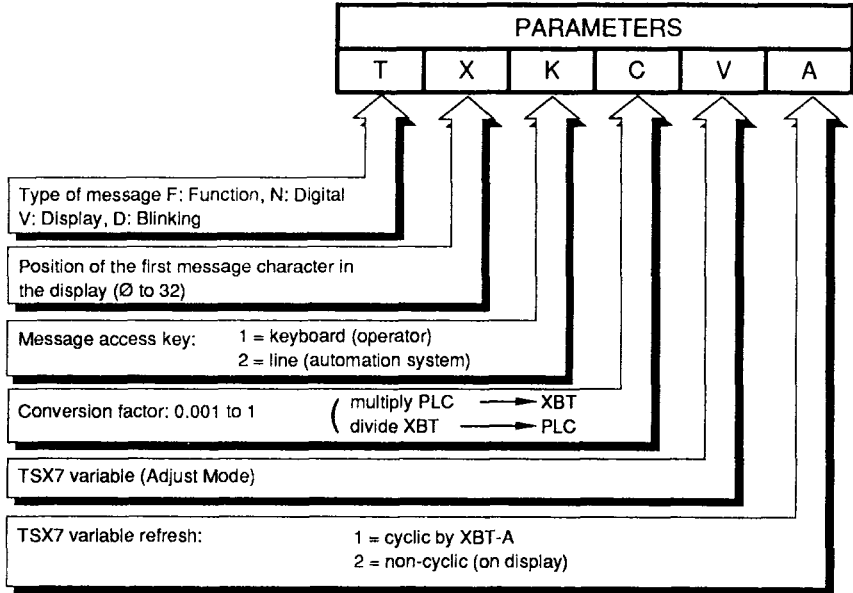 PARAMETERS
T X K C V A
Type of message F: Function, N: Digital
V: Display, D: Blinking
Position of the first message character in
the display (Ø to 32)
Message access key: 1 = keyboard (operator)
2 = line (automation system)
Conversion factor: 0.001 to 1 ( multiply PLC → XBT
divide XBT → PLC
TSX7 variable (Adjust Mode)
TSX7 variable refresh: 1 = cyclic by XBT-A
2 = non-cyclic (on display)